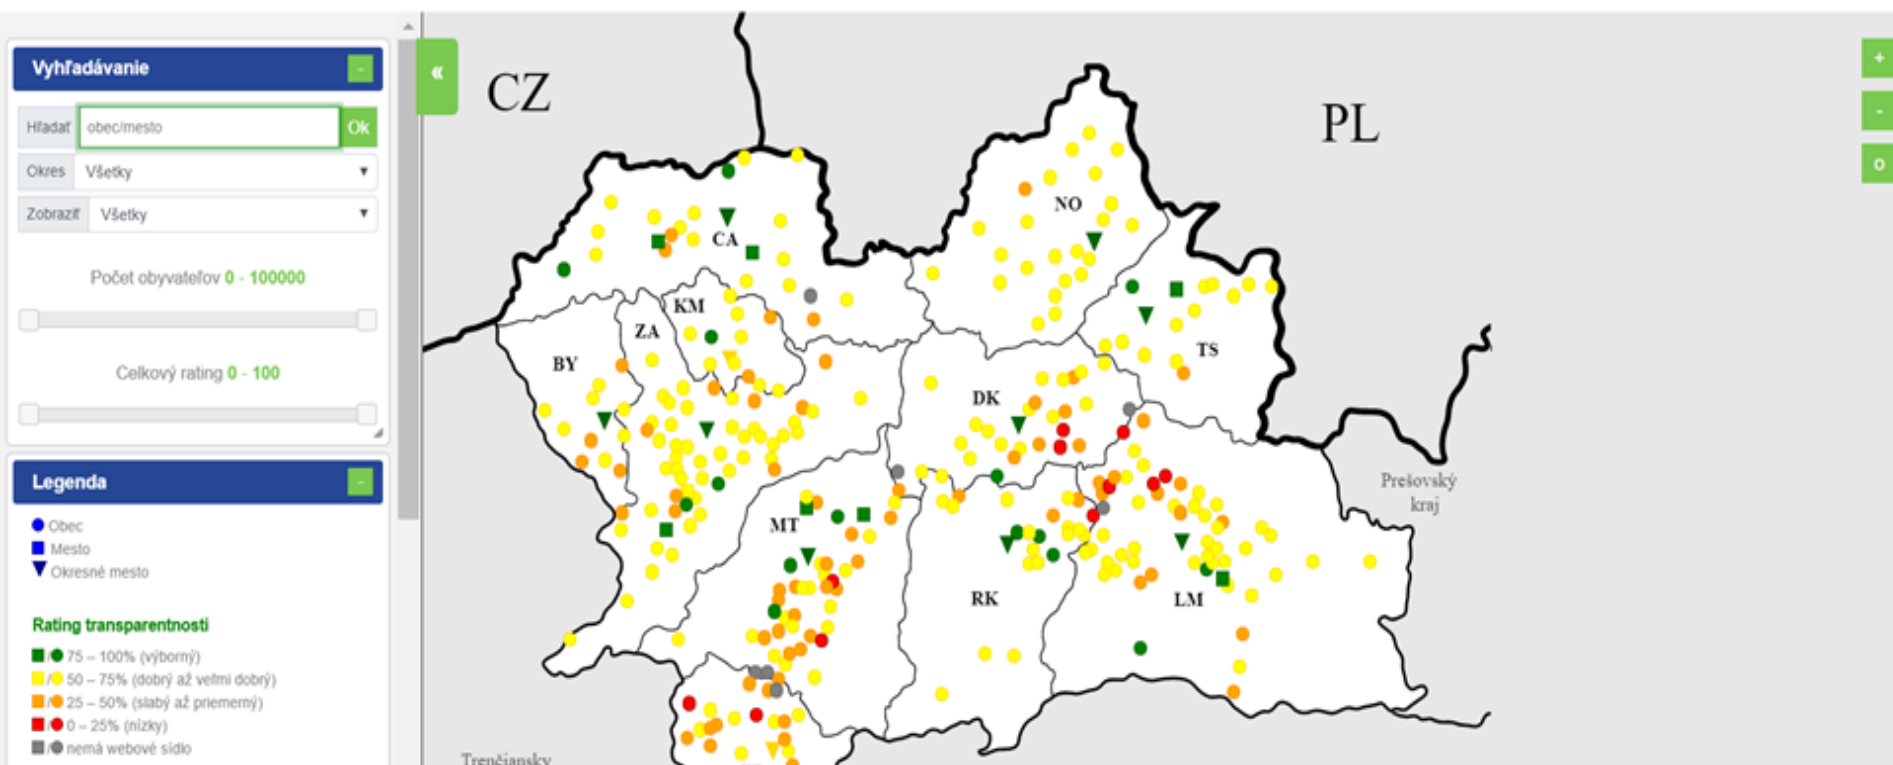 Vyhľadávanie
-
Hľadať obec/mesto Ok
Okres Všetky
Zobraziť Všetky
Počet obyvateľov 0 - 100000
Celkový rating 0 - 100
Legenda
-
Obec
Mesto
Okresné mesto
Rating transparentnosti
/ 75 – 100% (výborný)
/ 50 – 75% (dobrý až veľmi dobrý)
/ 25 – 50% (slabý až priemerný)
/ 0 – 25% (nízky)
/ nemá webové sídlo
«
CZ
PL
+
-
o
NO
CA
KM
ZA
BY
TS
DK
MT
RK
LM
Prešovský
kraj
Trenčiansky